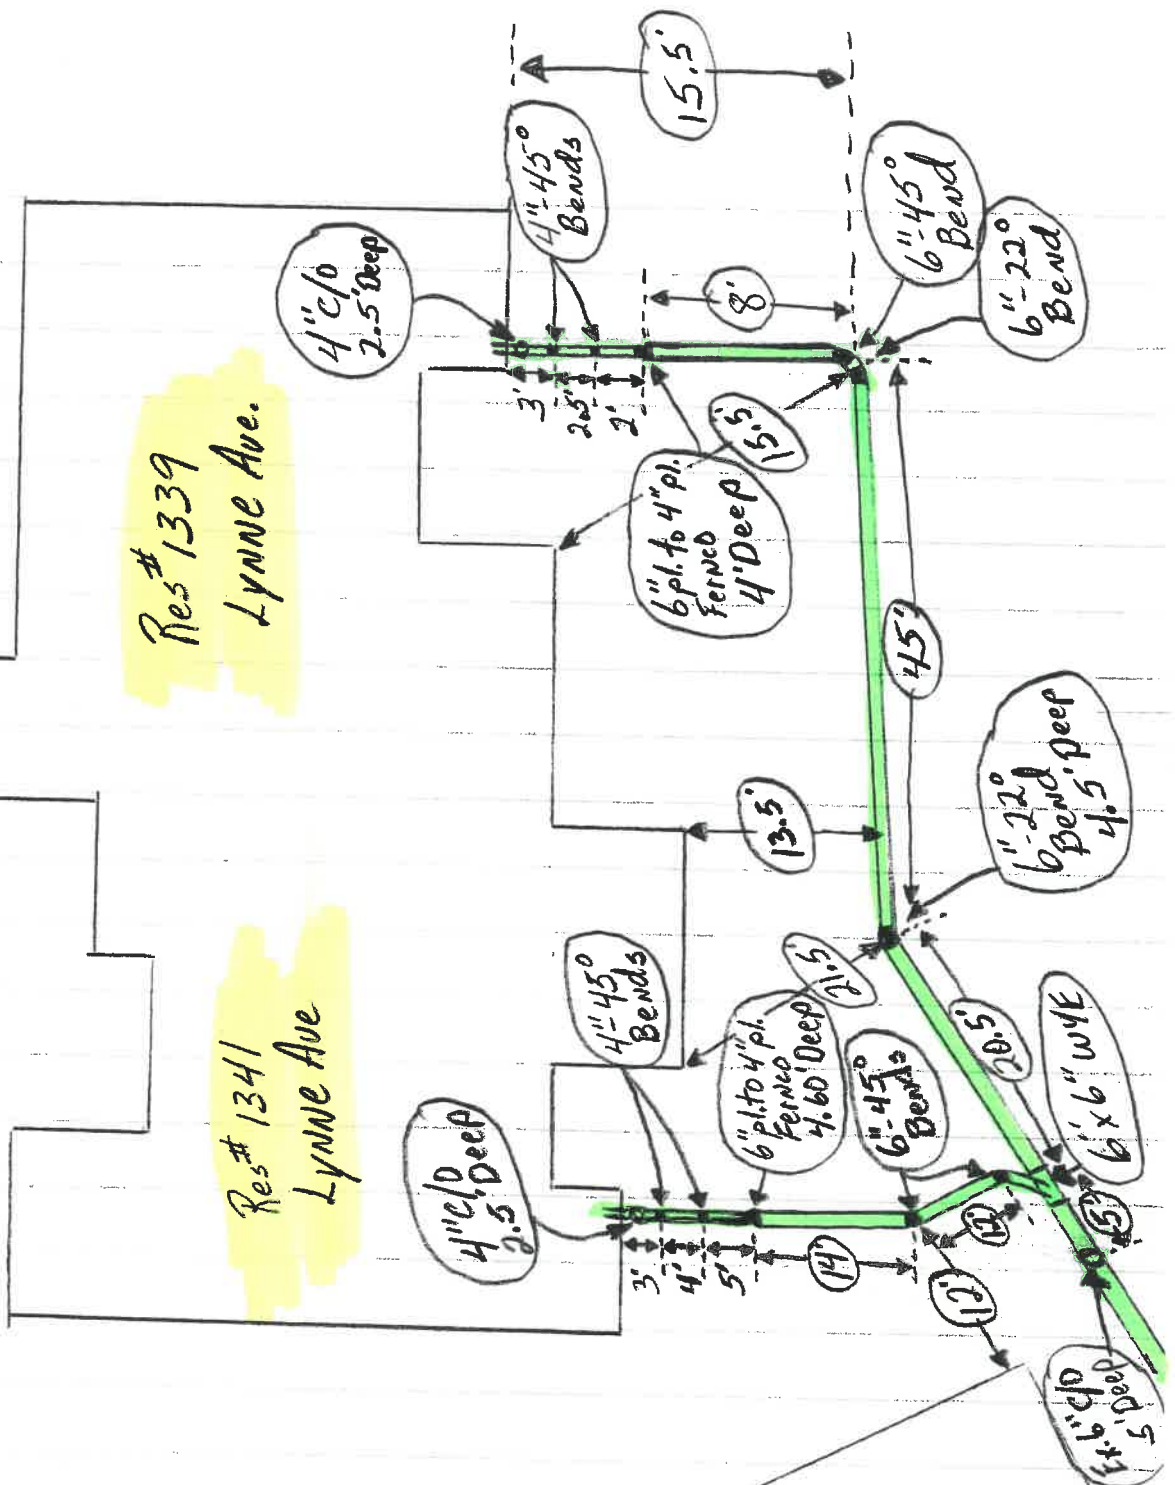 Res# 1341
Lynne Ave
Res# 1339
Lynne Ave.
4" C/O
2.5' Deep
4"-45°
Bends
3'
4'
5'
14'
6" pl. to 4" pl.
Fernco
4.60' Deep
21.5'
6"-45°
Bends
12'
12'
Ex. 6" C/O
5' Deep
6"x6" WYE
20.5'
13.5'
6"-22°
Bend
4.5' Deep
45'
4" C/O
2.5' Deep
4"-45°
Bends
3'
2.5'
2'
15.5'
8'
6" pl. to 4" pl.
Fernco
4' Deep
15.5'
6"-45°
Bend
6"-22°
Bend